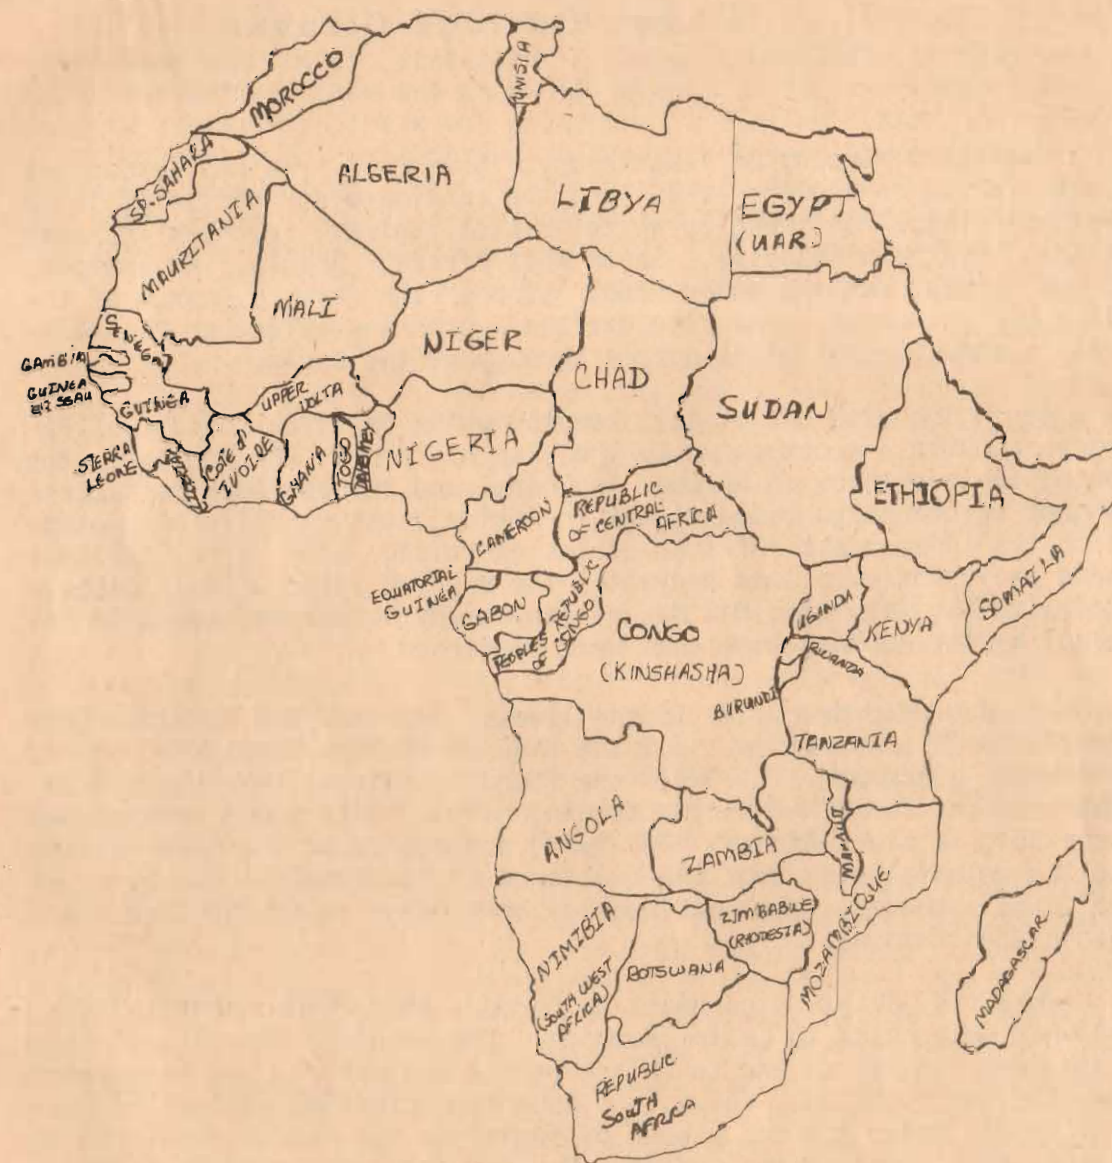 MOROCCO
TUNISIA
SP. SAHARA
ALGERIA
LIBYA
EGYPT
(UAR)
MAURITANIA
MALI
NIGER
CHAD
SUDAN
SENEGAL
GAMBIA
GUINEA
BISSAU
GUINEA
UPPER
VOLTA
NIGERIA
SIERRA
LEONE
COTE D'
IVOIRE
GHANA
TOGO
DAHOMEY
ETHIOPIA
CAMEROON
REPUBLIC
OF CENTRAL
AFRICA
EQUATORIAL
GUINEA
GABON
PEOPLES REPUBLIC
OF CONGO
CONGO
(KINSHASHA)
UGANDA
KENYA
SOMAILA
RWANDA
BURUNDI
TANZANIA
ANGOLA
ZAMBIA
MOZAMBIQUE
NIMIBIA
(SOUTH WEST
AFRICA)
BOTSWANA
ZIMBABWE
(RHODESIA)
MADAGASCAR
REPUBLIC
SOUTH
AFRICA